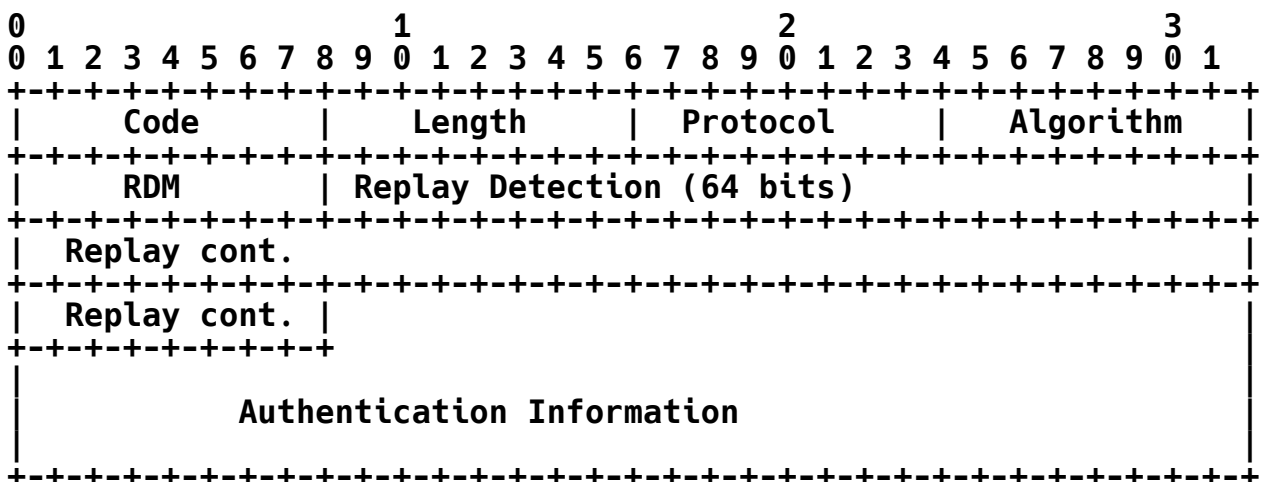 0                   1                   2                   3
0 1 2 3 4 5 6 7 8 9 0 1 2 3 4 5 6 7 8 9 0 1 2 3 4 5 6 7 8 9 0 1
+-+-+-+-+-+-+-+-+-+-+-+-+-+-+-+-+-+-+-+-+-+-+-+-+-+-+-+-+-+-+-+-+
|     Code      |    Length     |  Protocol     |   Algorithm   |
+-+-+-+-+-+-+-+-+-+-+-+-+-+-+-+-+-+-+-+-+-+-+-+-+-+-+-+-+-+-+-+-+
|     RDM       | Replay Detection (64 bits)                    |
+-+-+-+-+-+-+-+-+-+-+-+-+-+-+-+-+-+-+-+-+-+-+-+-+-+-+-+-+-+-+-+-+
|  Replay cont.                                                 |
+-+-+-+-+-+-+-+-+-+-+-+-+-+-+-+-+-+-+-+-+-+-+-+-+-+-+-+-+-+-+-+-+
|  Replay cont. |                                               |
+-+-+-+-+-+-+-+-+                                               |
|                                                               |
|           Authentication Information                          |
|                                                               |
+-+-+-+-+-+-+-+-+-+-+-+-+-+-+-+-+-+-+-+-+-+-+-+-+-+-+-+-+-+-+-+-+